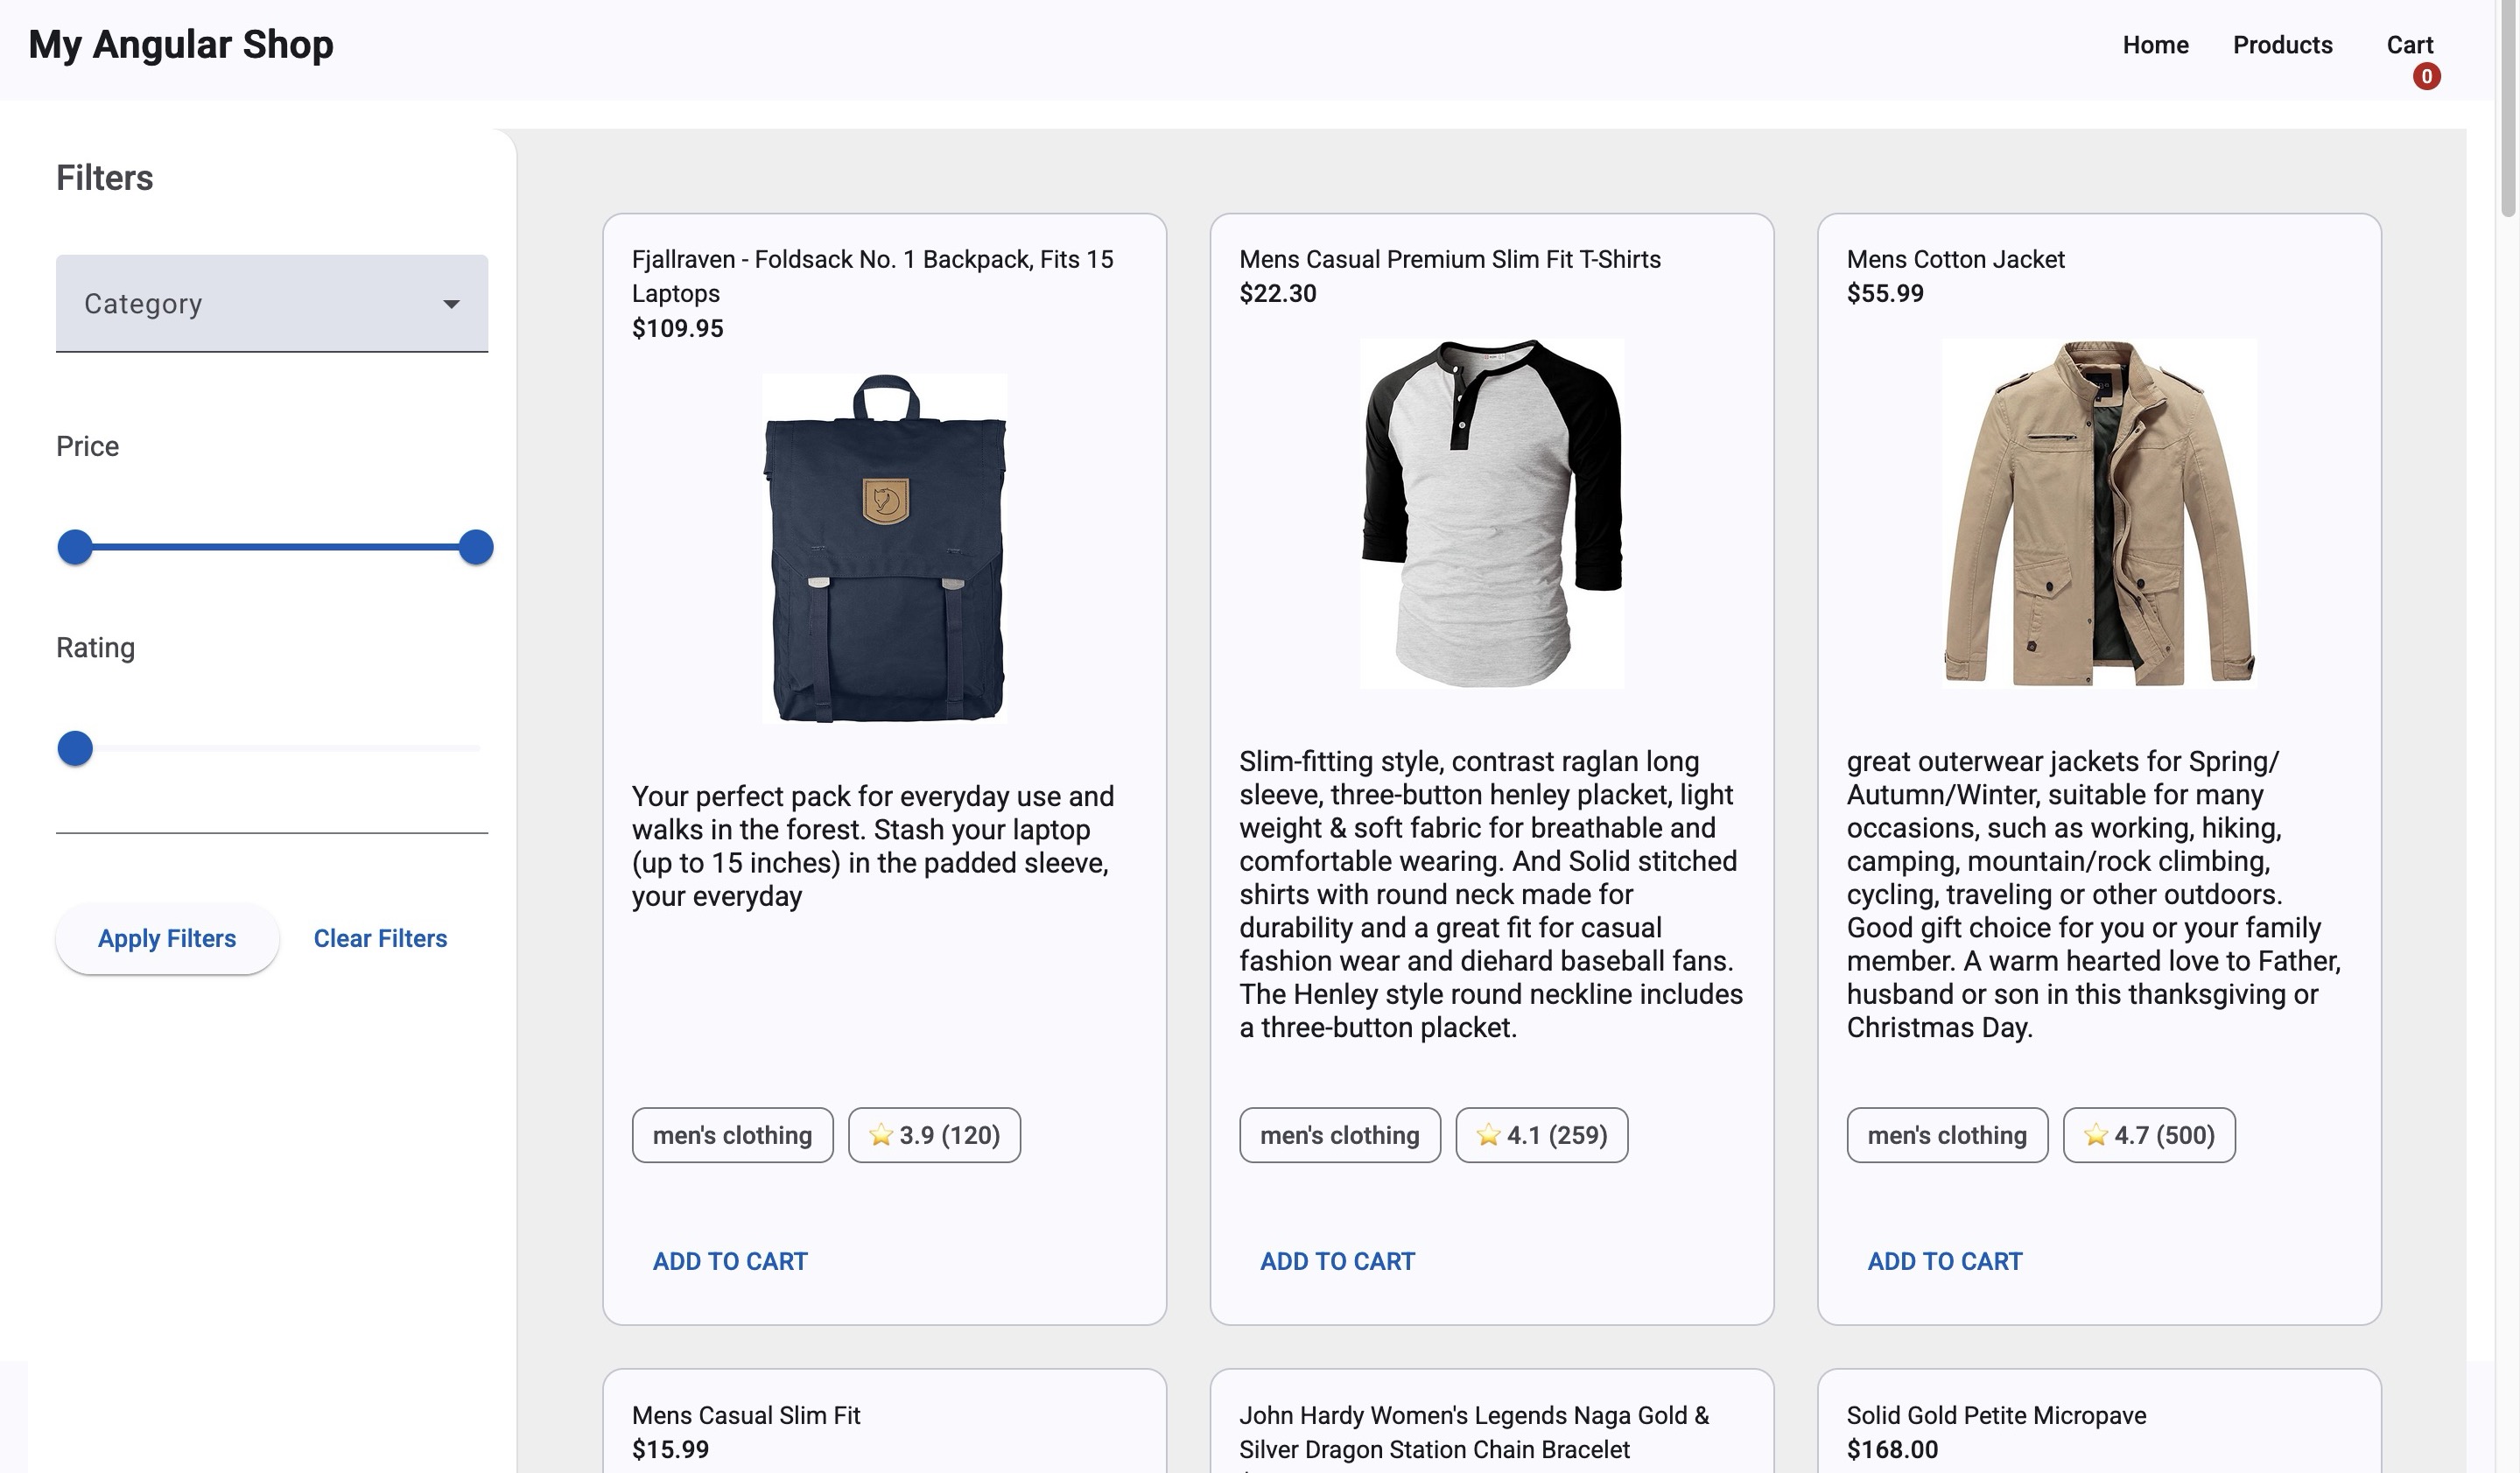 My Angular Shop
Home
Products
Cart
0
Filters
Category
Price
Rating
Apply Filters
Clear Filters
Fjallraven - Foldsack No. 1 Backpack, Fits 15
Laptops
$109.95
Your perfect pack for everyday use and
walks in the forest. Stash your laptop
(up to 15 inches) in the padded sleeve,
your everyday
men's clothing
⭐ 3.9 (120)
ADD TO CART
Mens Casual Premium Slim Fit T-Shirts
$22.30
Slim-fitting style, contrast raglan long
sleeve, three-button henley placket, light
weight & soft fabric for breathable and
comfortable wearing. And Solid stitched
shirts with round neck made for
durability and a great fit for casual
fashion wear and diehard baseball fans.
The Henley style round neckline includes
a three-button placket.
men's clothing
⭐ 4.1 (259)
ADD TO CART
Mens Cotton Jacket
$55.99
great outerwear jackets for Spring/
Autumn/Winter, suitable for many
occasions, such as working, hiking,
camping, mountain/rock climbing,
cycling, traveling or other outdoors.
Good gift choice for you or your family
member. A warm hearted love to Father,
husband or son in this thanksgiving or
Christmas Day.
men's clothing
⭐ 4.7 (500)
ADD TO CART
Mens Casual Slim Fit
$15.99
John Hardy Women's Legends Naga Gold &
Silver Dragon Station Chain Bracelet
Solid Gold Petite Micropave
$168.00